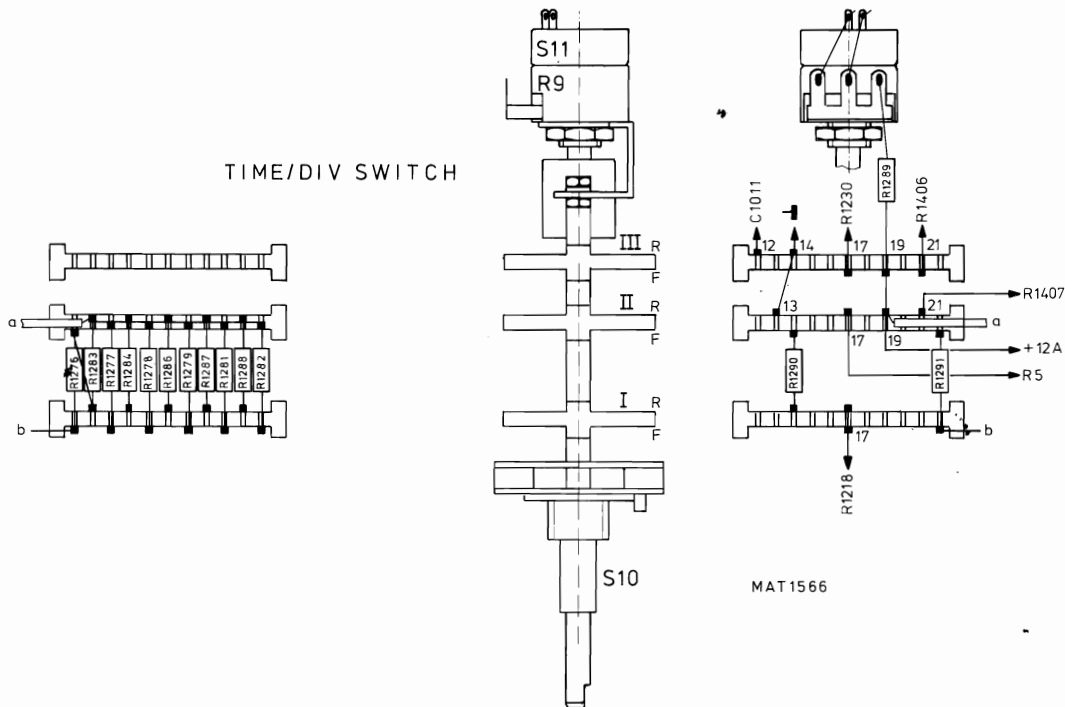 S11
R9
TIME/DIV SWITCH
R1289
C1011
R1230
R1406
III R
F
12 14 17 19 21
II R
F
13 21
R1407
a
a
17 19
+12A
R5
R1276 R1283 R1277 R1284 R1278 R1286 R1279 R1287 R1281 R1288 R1282
R1290
R1291
I R
F
b
17
b
R1218
S10
MAT1566